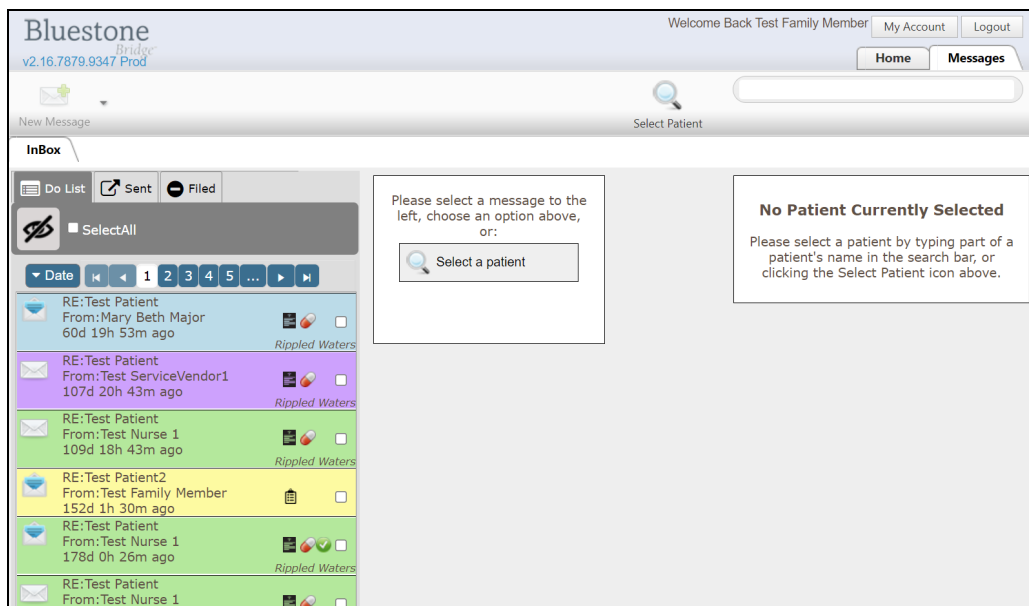 Bluestone
Bridge
v2.16.7879.9347 Prod
Welcome Back Test Family Member
My Account
Logout
Home
Messages
New Message
Select Patient
InBox
Do List
Sent
Filed
SelectAll
Date
1 2 3 4 5 ...
RE:Test Patient
From:Mary Beth Major
60d 19h 53m ago
Rippled Waters
RE:Test Patient
From:Test ServiceVendor1
107d 20h 43m ago
Rippled Waters
RE:Test Patient
From:Test Nurse 1
109d 18h 43m ago
Rippled Waters
RE:Test Patient2
From:Test Family Member
152d 1h 30m ago
RE:Test Patient
From:Test Nurse 1
178d 0h 26m ago
Rippled Waters
RE:Test Patient
From:Test Nurse 1
Please select a message to the
left, choose an option above,
or:
Select a patient
No Patient Currently Selected
Please select a patient by typing part of a
patient's name in the search bar, or
clicking the Select Patient icon above.